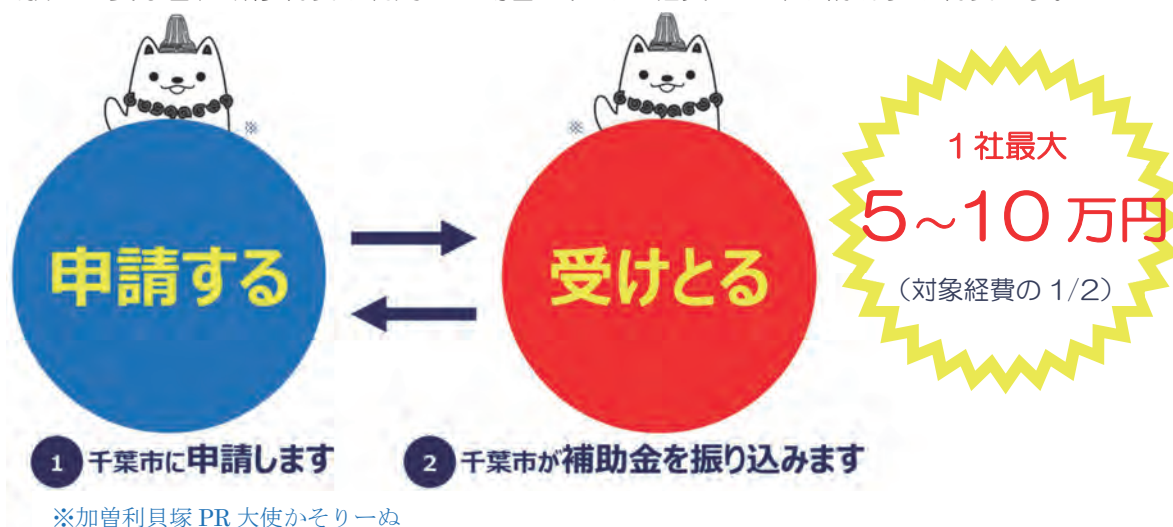 ※
※
1社最大
5~10万円
(対象経費の1/2)
申請する
受けとる
1 千葉市に申請します
2 千葉市が補助金を振り込みます
※加曽利貝塚PR大使かそりーぬ